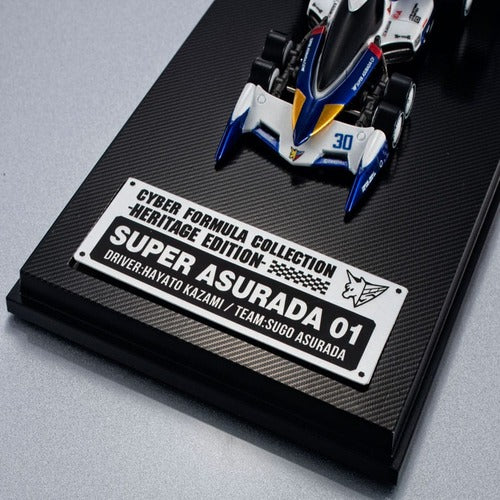 30
CYBER FORMULA COLLECTION
-HERITAGE EDITION-
SUPER ASURADA 01
DRIVER:HAYATO KAZAMI / TEAM:SUGO ASURADA